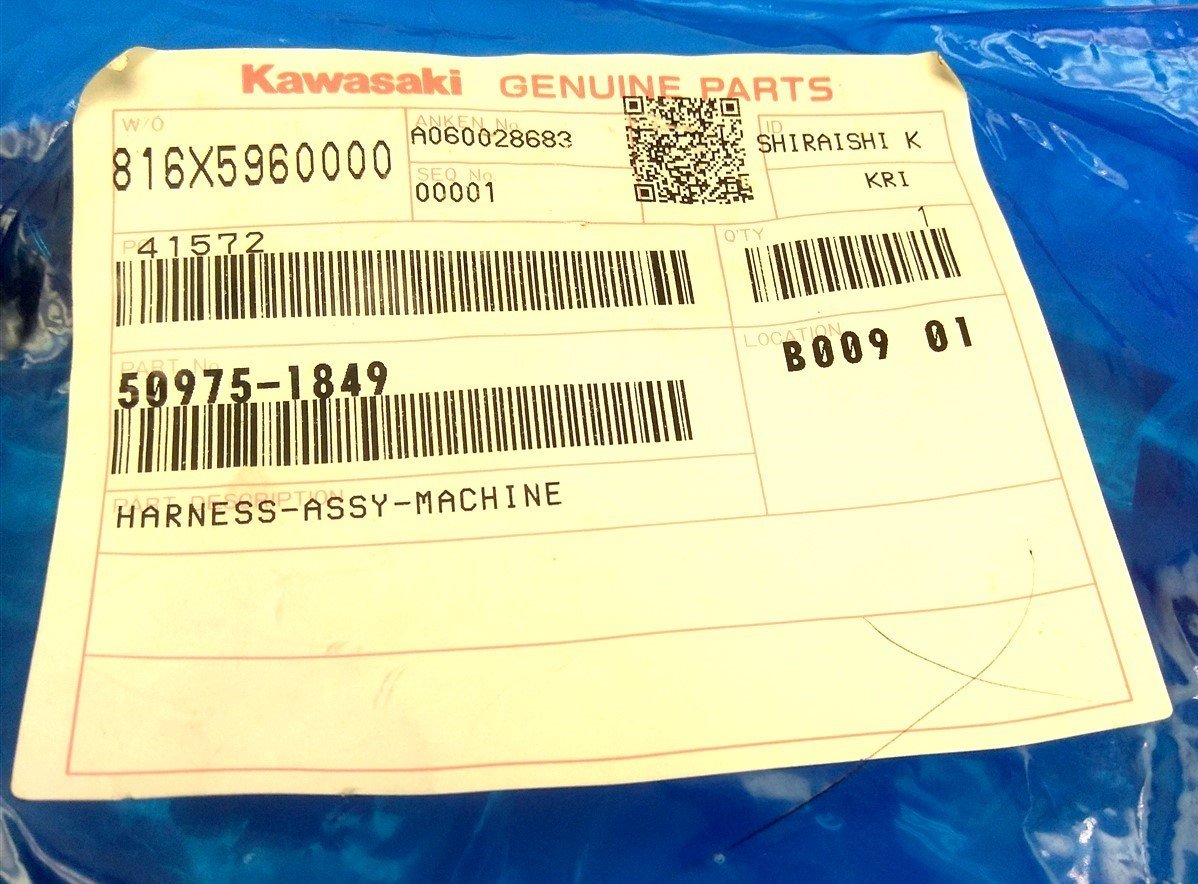 Kawasaki GENUINE PARTS
W/O
816X5960000
ANKEN No
A060028683
SEQ No
00001
ID
SHIRAISHI K
KRI
41572
Q'TY
1
PART No
50975-1849
LOCATION
B009 01
PART DESCRIPTION
HARNESS-ASSY-MACHINE